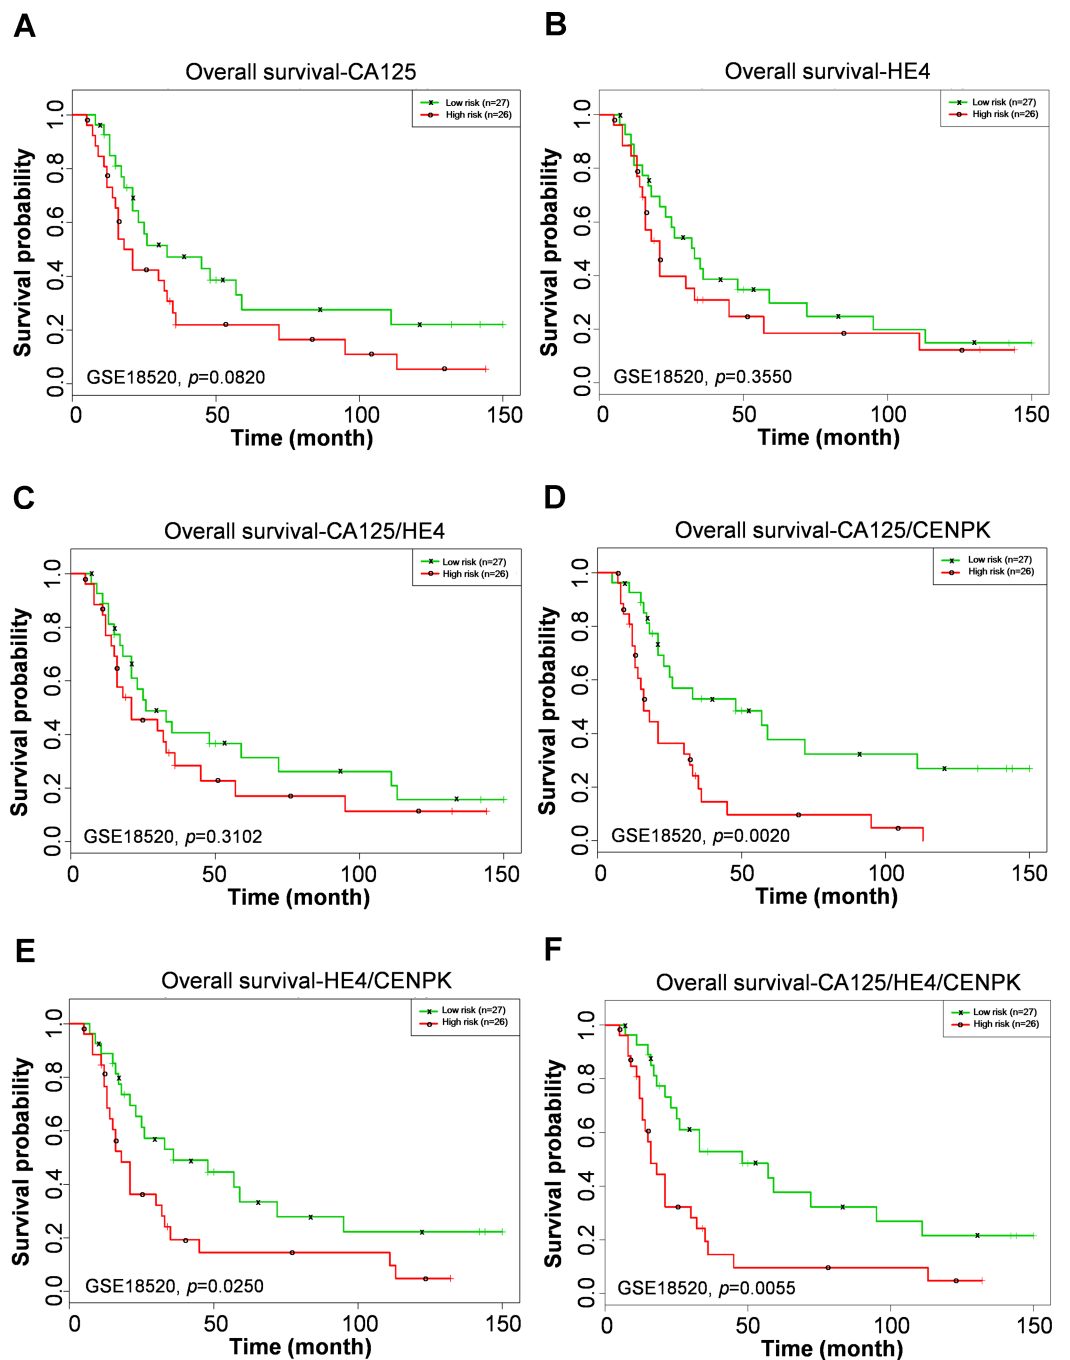 A
Overall survival-CA125
Low risk (n=27)
High risk (n=26)
Survival probability
0.0 0.2 0.4 0.6 0.8 1.0
GSE18520, p=0.0820
0 50 100 150
Time (month)
B
Overall survival-HE4
Low risk (n=27)
High risk (n=26)
Survival probability
0.0 0.2 0.4 0.6 0.8 1.0
GSE18520, p=0.3550
0 50 100 150
Time (month)
C
Overall survival-CA125/HE4
Low risk (n=27)
High risk (n=26)
Survival probability
0.0 0.2 0.4 0.6 0.8 1.0
GSE18520, p=0.3102
0 50 100 150
Time (month)
D
Overall survival-CA125/CENPK
Low risk (n=27)
High risk (n=26)
Survival probability
0.0 0.2 0.4 0.6 0.8 1.0
GSE18520, p=0.0020
0 50 100 150
Time (month)
E
Overall survival-HE4/CENPK
Low risk (n=27)
High risk (n=26)
Survival probability
0.0 0.2 0.4 0.6 0.8 1.0
GSE18520, p=0.0250
0 50 100 150
Time (month)
F
Overall survival-CA125/HE4/CENPK
Low risk (n=27)
High risk (n=26)
Survival probability
0.0 0.2 0.4 0.6 0.8 1.0
GSE18520, p=0.0055
0 50 100 150
Time (month)